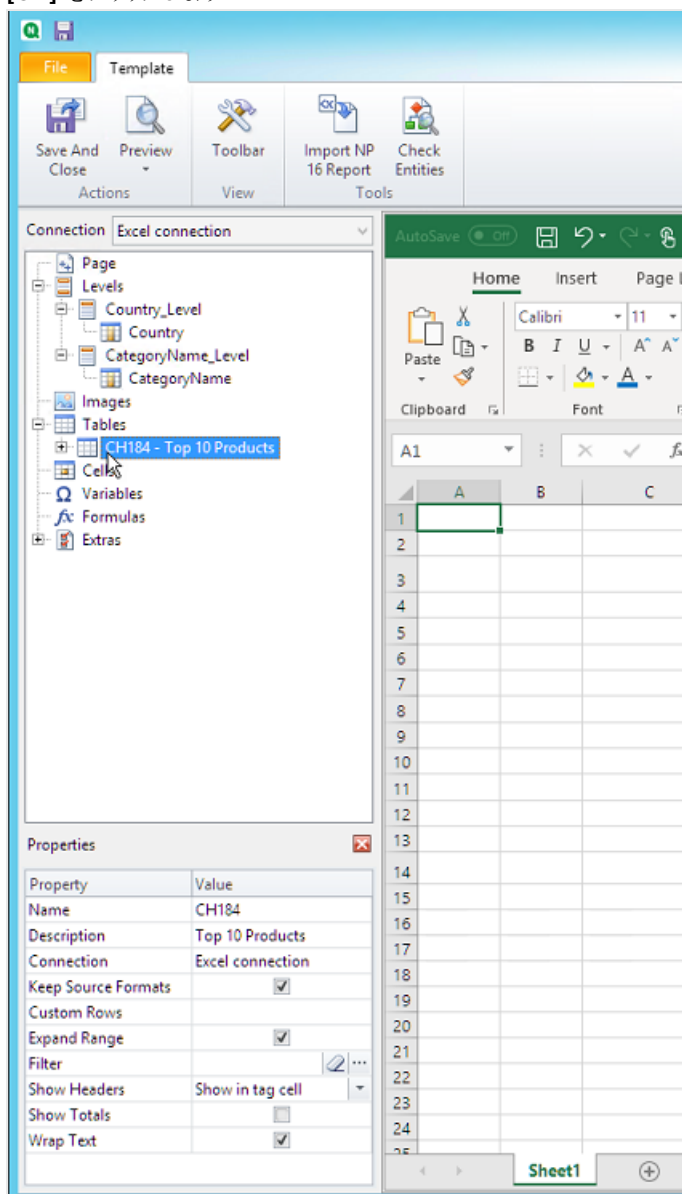 File Template
Save And Close
Preview
Toolbar
Import NP 16 Report
Check Entities
Actions
View
Tools
Connection Excel connection
Page
Levels
Country_Level
Country
CategoryName_Level
CategoryName
Images
Tables
CH184 - Top 10 Products
Cells
Variables
Formulas
Extras
Properties
Property Value
Name CH184
Description Top 10 Products
Connection Excel connection
Keep Source Formats
Custom Rows
Expand Range
Filter
Show Headers Show in tag cell
Show Totals
Wrap Text
AutoSave Off
Home Insert Page
Calibri 11
B I U A A
Paste
A
Clipboard Font
A1
A B C
1
2
3
4
5
6
7
8
9
10
11
12
13
14
15
16
17
18
19
20
21
22
23
24
Sheet1